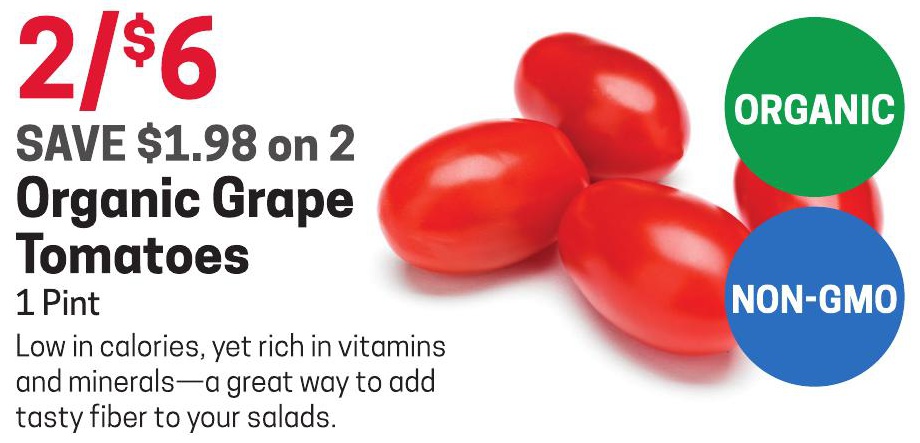 2/$6
SAVE $1.98 on 2
Organic Grape
Tomatoes
1 Pint
Low in calories, yet rich in vitamins
and minerals—a great way to add
tasty fiber to your salads.
ORGANIC
NON-GMO